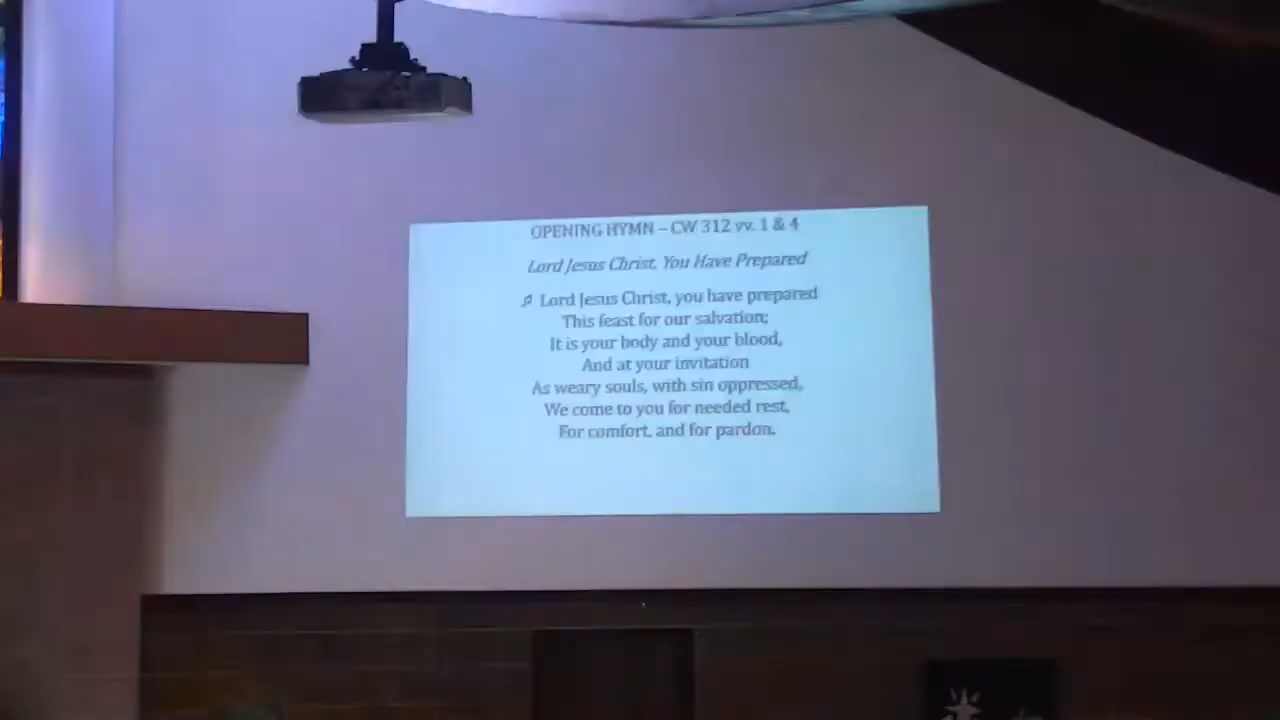 OPENING HYMN – CW 312 vv. 1 & 4
Lord Jesus Christ, You Have Prepared
♬ Lord Jesus Christ, you have prepared
This feast for our salvation;
It is your body and your blood,
And at your invitation
As weary souls, with sin oppressed,
We come to you for needed rest,
For comfort, and for pardon.